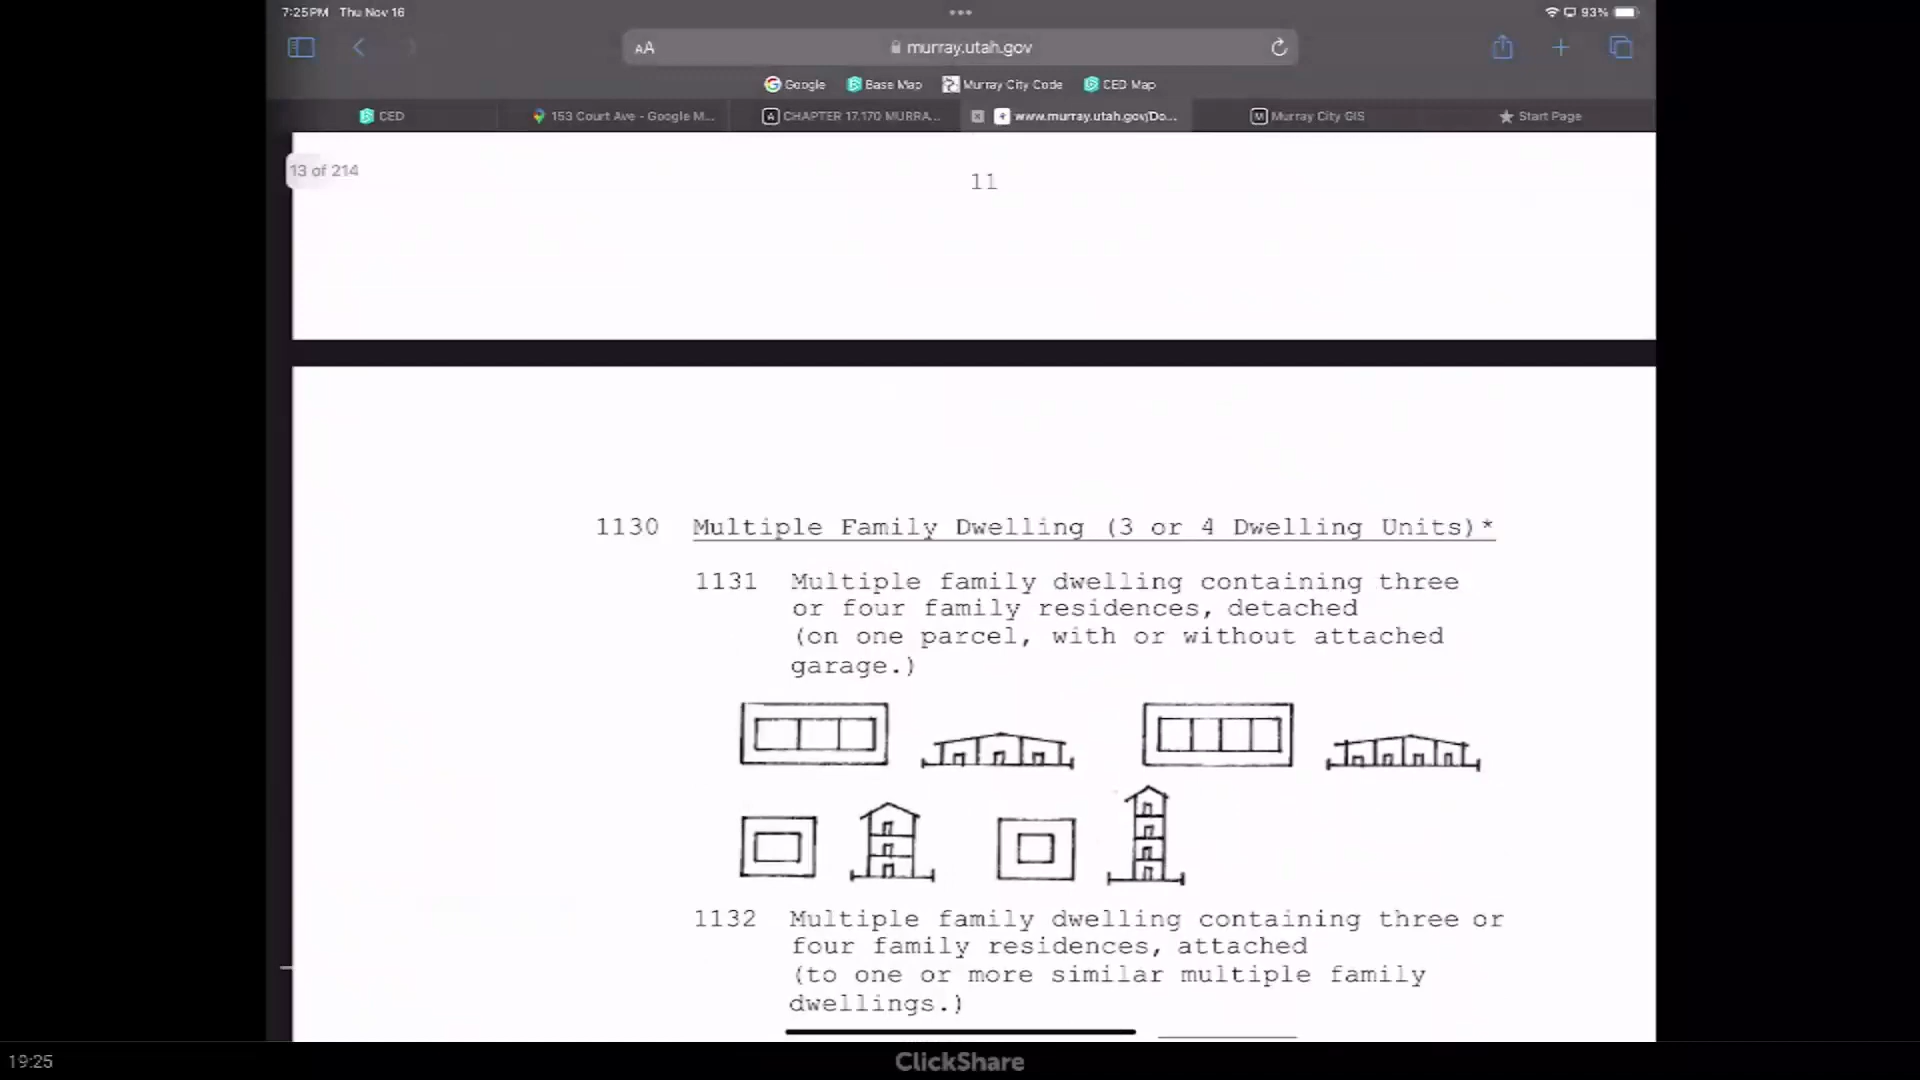 7:25 PM Thu Nov 16
93%
AA
murray.utah.gov
Google
Base Map
Murray City Code
CED Map
CED
153 Court Ave - Google M...
CHAPTER 17.170 MURRA...
www.murray.utah.gov/Do...
Murray City GIS
Start Page
13 of 214
11
1130 Multiple Family Dwelling (3 or 4 Dwelling Units)*
1131 Multiple family dwelling containing three
or four family residences, detached
(on one parcel, with or without attached
garage.)
1132 Multiple family dwelling containing three or
four family residences, attached
(to one or more similar multiple family
dwellings.)
19:25
ClickShare